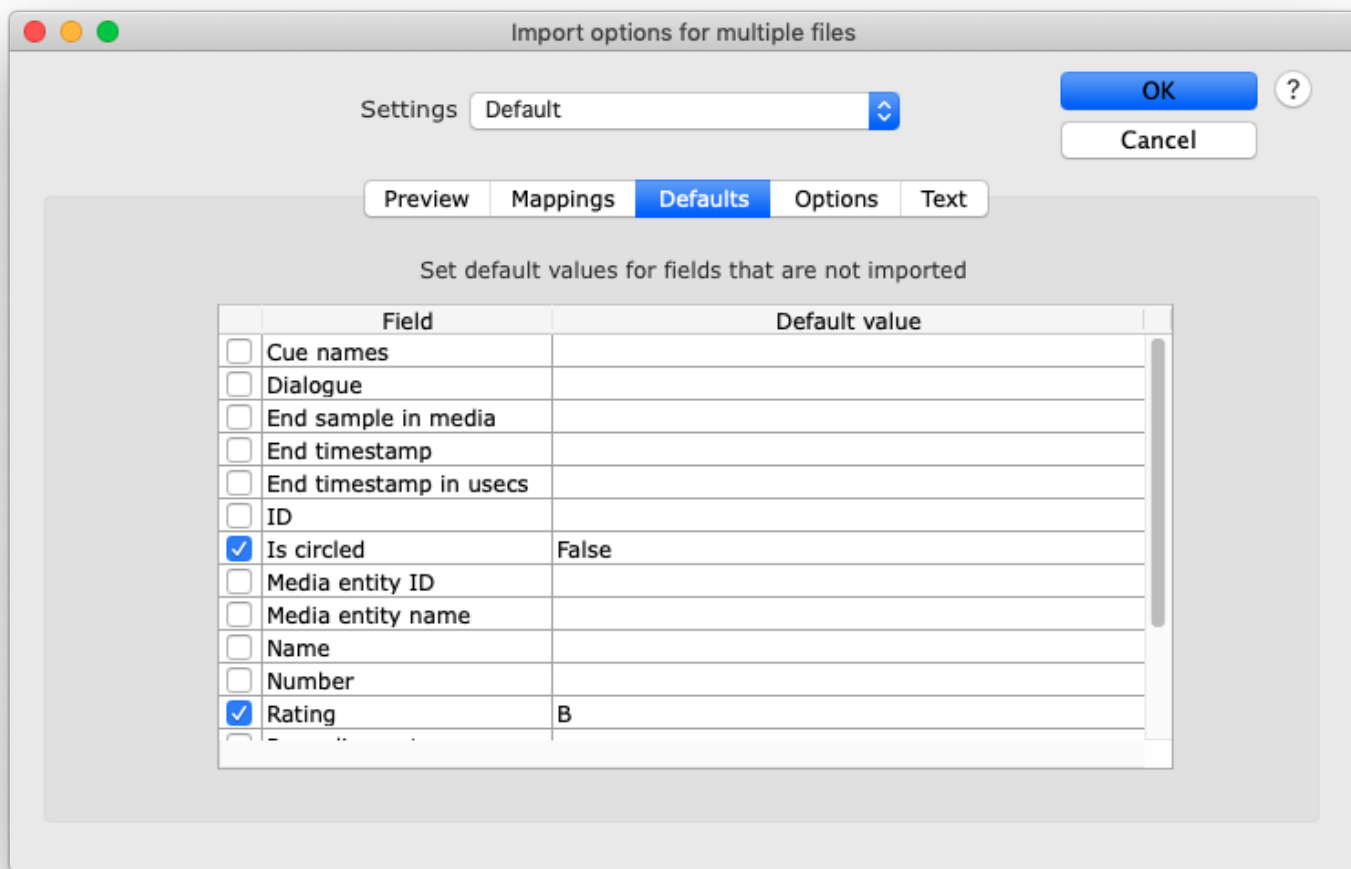 Import options for multiple files
Settings Default
OK
?
Cancel
Preview Mappings Defaults Options Text
Set default values for fields that are not imported
Field Default value
Cue names
Dialogue
End sample in media
End timestamp
End timestamp in usecs
ID
Is circled False
Media entity ID
Media entity name
Name
Number
Rating B